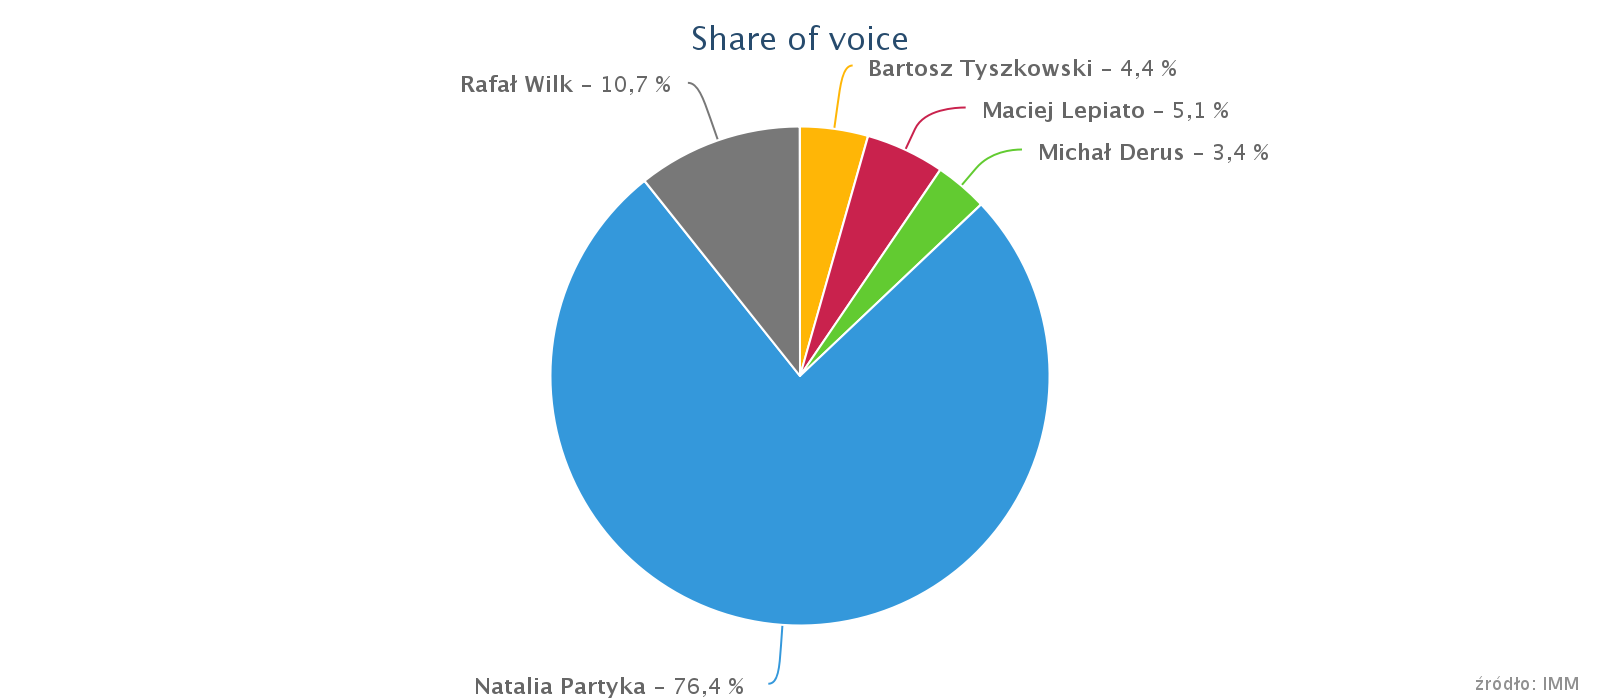 Share of voice
Bartosz Tyszkowski – 4,4 %
Rafał Wilk – 10,7 %
Maciej Lepiato – 5,1 %
Michał Derus – 3,4 %
Natalia Partyka – 76,4 %
źródło: IMM